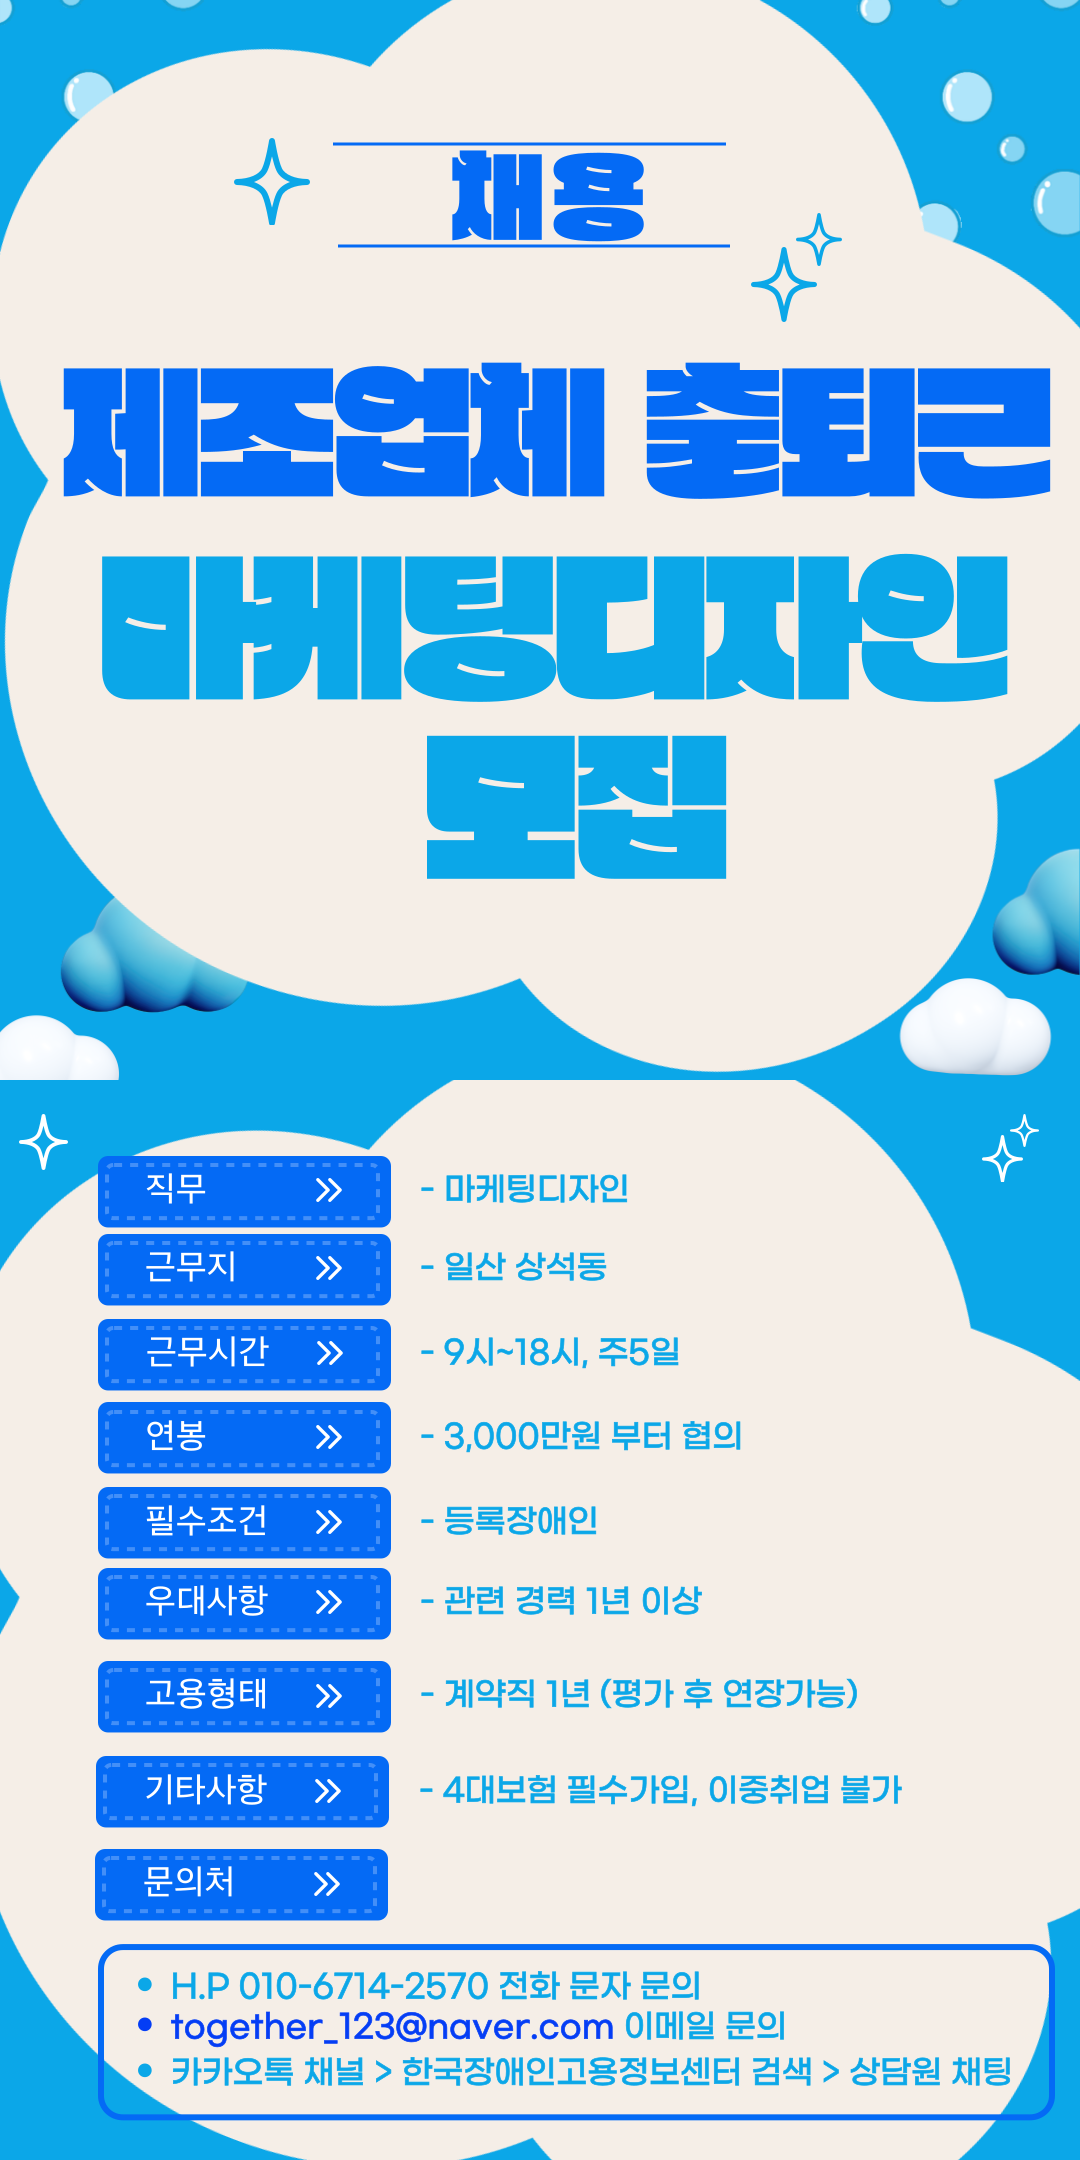 채용
제조업체 출퇴근
마케팅디자인
모집
직무 - 마케팅디자인
근무지 - 일산 상석동
근무시간 - 9시~18시, 주5일
연봉 - 3,000만원 부터 협의
필수조건 - 등록장애인
우대사항 - 관련 경력 1년 이상
고용형태 - 계약직 1년 (평가 후 연장가능)
기타사항 - 4대보험 필수가입, 이중취업 불가
문의처
• H.P 010-6714-2570 전화 문자 문의
• together_123@naver.com 이메일 문의
• 카카오톡 채널 > 한국장애인고용정보센터 검색 > 상담원 채팅